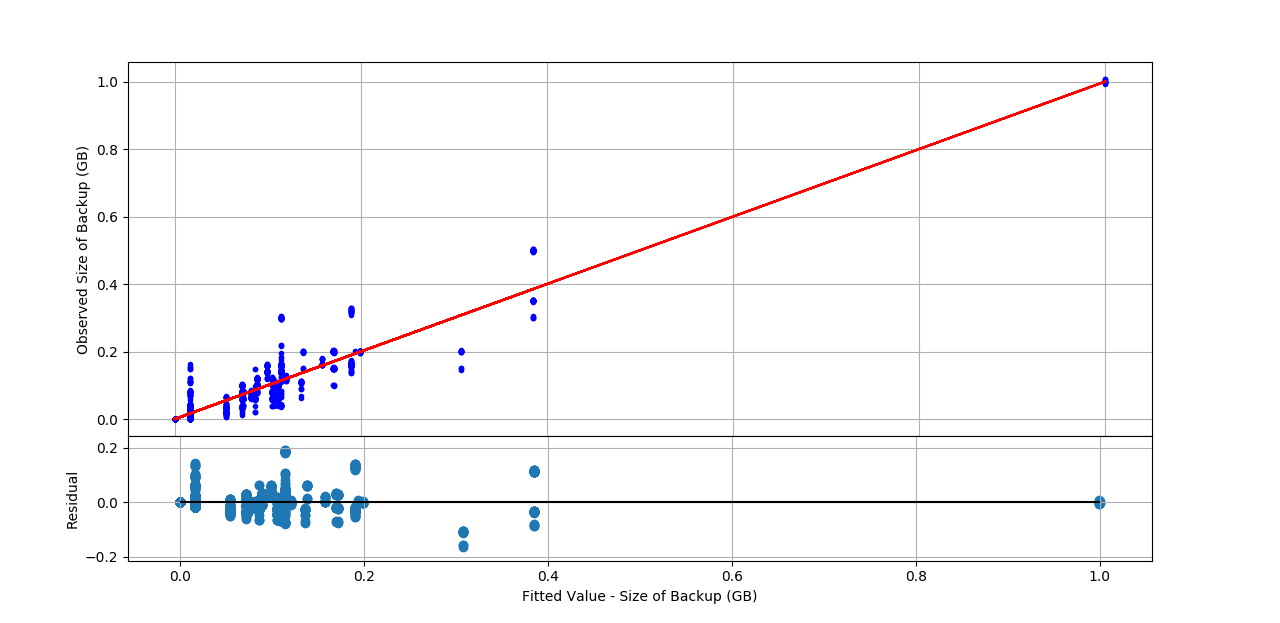 1.0
0.8
0.6
0.4
0.2
0.0
Observed Size of Backup (GB)
0.2
0.0
−0.2
Residual
0.0 0.2 0.4 0.6 0.8 1.0
Fitted Value - Size of Backup (GB)